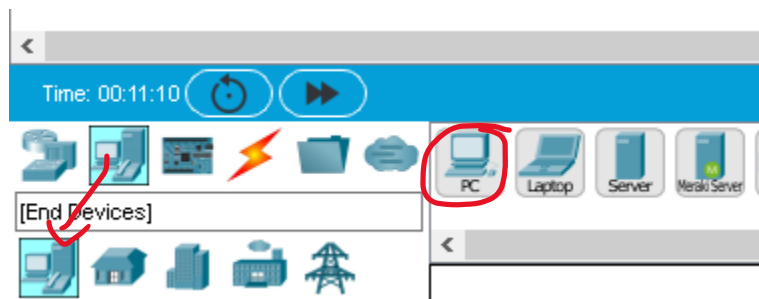 Time: 00:11:10
PC
Laptop
Server
Meraki Server
[End Devices]